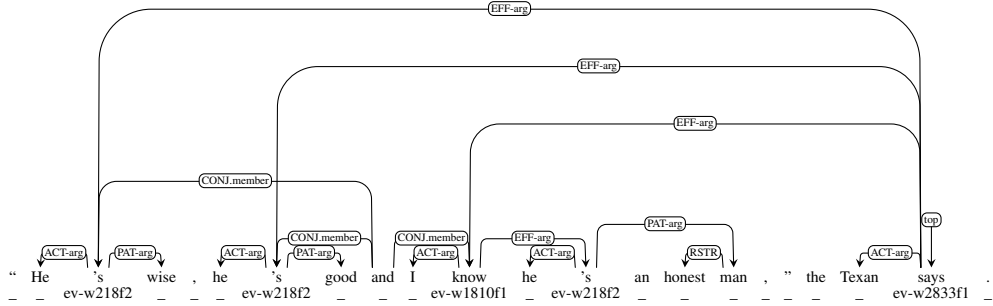 EFF-arg
EFF-arg
EFF-arg
CONJ.member
PAT-arg top
ACT-arg PAT-arg ACT-arg CONJ.member PAT-arg CONJ.member ACT-arg EFF-arg ACT-arg RSTR ACT-arg
“ He 's wise , he 's good and I know he 's an honest man , ” the Texan says .
_ _ ev-w218f2 _ _ _ ev-w218f2 _ _ _ ev-w1810f1 _ ev-w218f2 _ _ _ _ _ _ _ ev-w2833f1 _